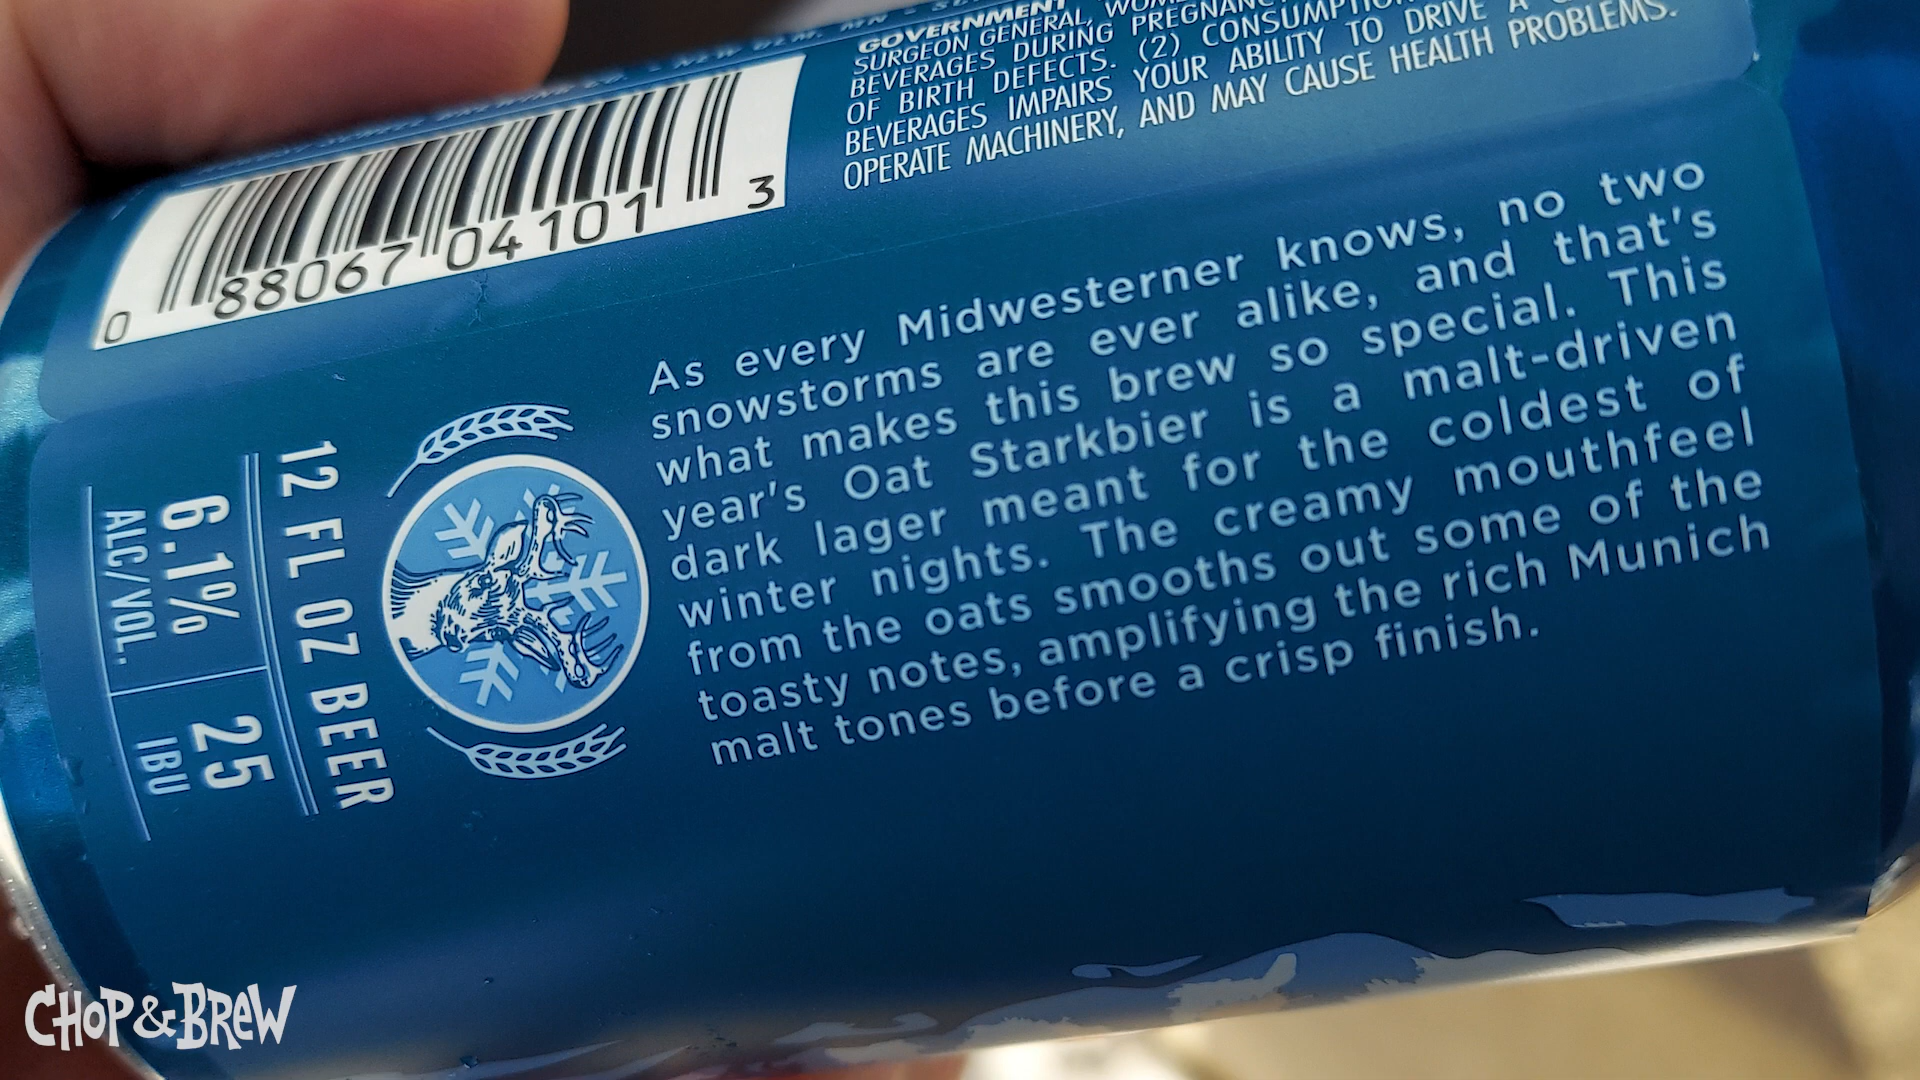 NEW ULM, MN
GOVERNMENT
SURGEON GENERAL,
BEVERAGES DURING
OF BIRTH DEFECTS. (2)
BEVERAGES IMPAIRS YOUR ABILITY TO DRIVE A
OPERATE MACHINERY, AND MAY CAUSE HEALTH PROBLEMS.
0 88067 04101 3
As every Midwesterner knows, no two
snowstorms are ever alike, and that's
what makes this brew so special. This
year's Oat Starkbier is a malt-driven
dark lager meant for the coldest of
winter nights. The creamy mouthfeel
from the oats smooths out some of the
toasty notes, amplifying the rich Munich
malt tones before a crisp finish.
12 FL OZ BEER
6.1% 25
ALC/VOL. IBU
CHOP&BREW